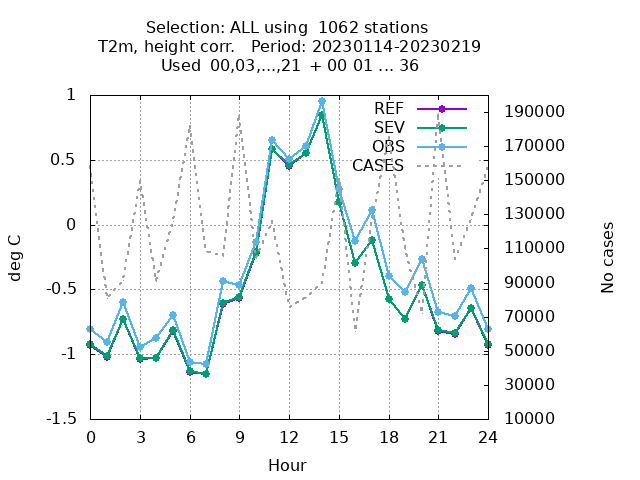 Selection: ALL using  1062 stations
T2m, height corr.   Period: 20230114-20230219
Used  00,03,...,21  + 00 01 ... 36
REF
SEV
OBS
CASES
1
0.5
0
-0.5
-1
-1.5
deg C
190000
170000
150000
130000
110000
90000
70000
50000
30000
10000
No cases
0 3 6 9 12 15 18 21 24
Hour